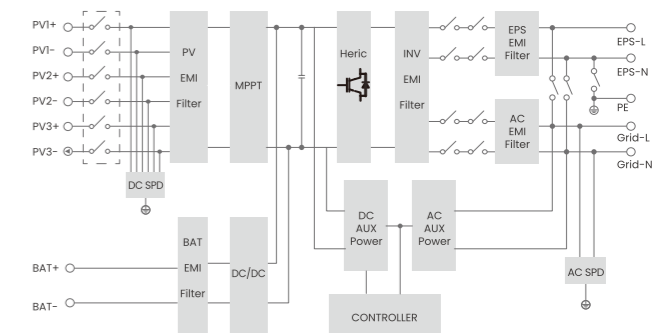 PV1+
PV1-
PV2+
PV2-
PV3+
PV3-
DC SPD
PV
EMI
Filter
MPPT
Heric
INV
EMI
Filter
EPS
EMI
Filter
AC
EMI
Filter
EPS-L
EPS-N
PE
Grid-L
Grid-N
BAT+
BAT-
BAT
EMI
Filter
DC/DC
DC
AUX
Power
AC
AUX
Power
CONTROLLER
AC SPD